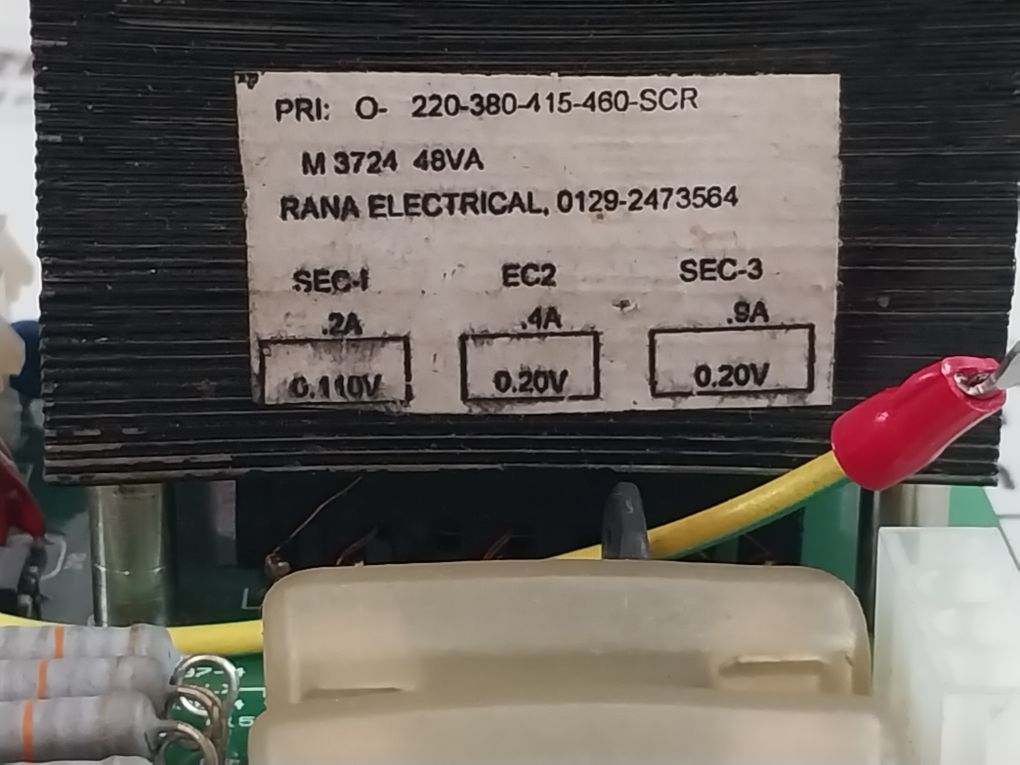 PRI: O- 220-380-415-460-SCR
M 3724 48VA
RANA ELECTRICAL, 0129-2473564
SEC-1 EC2 SEC-3
.2A .4A .9A
0.110V 0.20V 0.20V